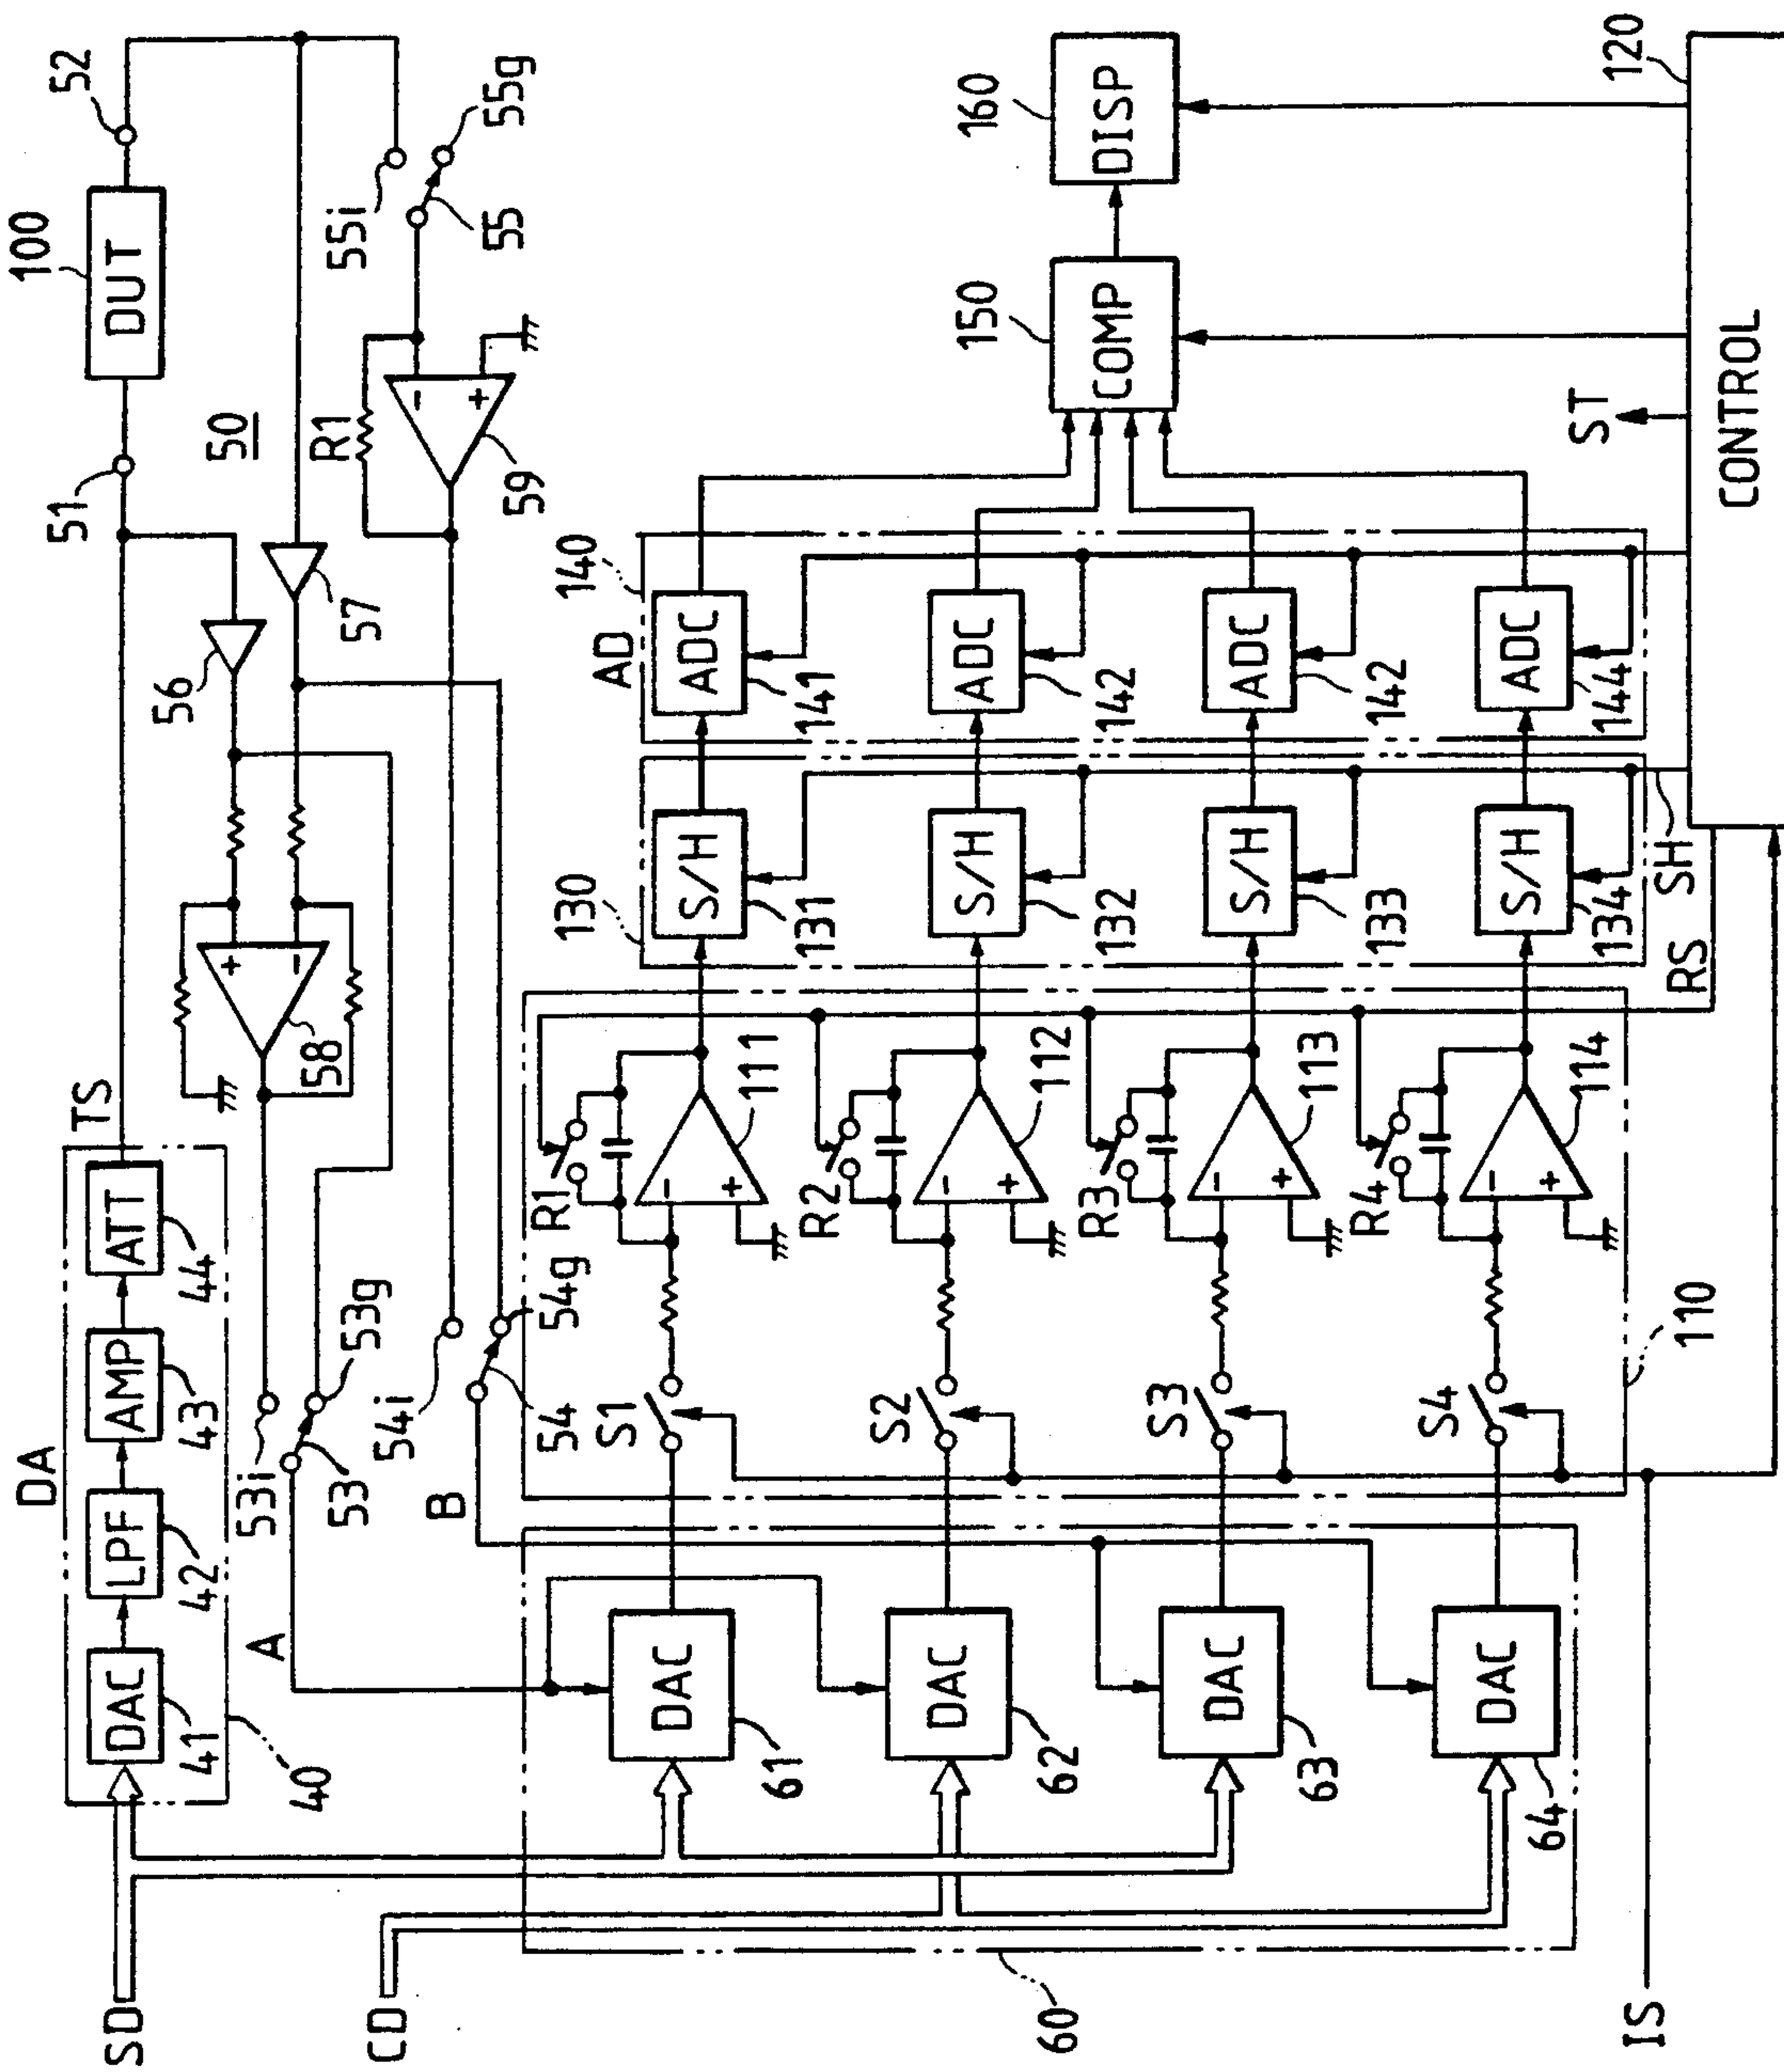 SD
CD
IS
DA
DAC
LPF
AMP
ATT
41
42
43
44
40
TS
51
DUT
100
52
50
56
57
58
59
R1
55i
55
55g
53i
53
53g
54i
54
54g
A
B
60
DAC
61
DAC
62
DAC
63
DAC
64
S1
S2
S3
S4
110
R1
R2
R3
R4
-
+
111
112
113
114
RS
130
S/H
131
S/H
132
S/H
133
S/H
134
SH
AD
140
ADC
141
ADC
142
ADC
142
ADC
144
COMP
150
DISP
160
ST
CONTROL
120